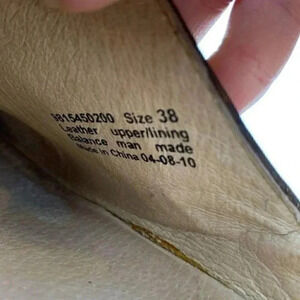 9815450200 Size 38
Leather upper/lining
Balance man made
Made in China 04-08-10